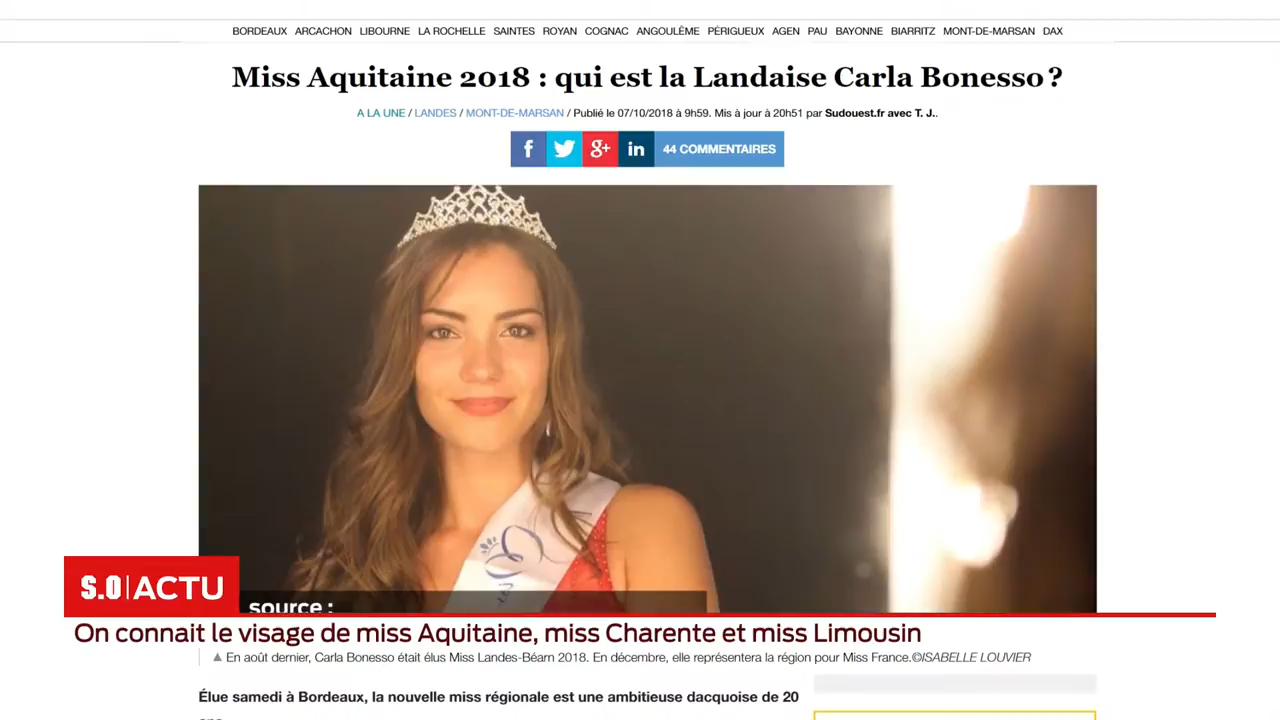 BORDEAUX ARCACHON LIBOURNE LA ROCHELLE SAINTES ROYAN COGNAC ANGOULÊME PÉRIGUEUX AGEN PAU BAYONNE BIARRITZ MONT-DE-MARSAN DAX
Miss Aquitaine 2018 : qui est la Landaise Carla Bonesso ?
A LA UNE / LANDES / MONT-DE-MARSAN / Publié le 07/10/2018 à 9h59. Mis à jour à 20h51 par Sudouest.fr avec T. J..
f g+ in 44 COMMENTAIRES
S.O ACTU
source :
On connait le visage de miss Aquitaine, miss Charente et miss Limousin
En août dernier, Carla Bonesso était élus Miss Landes-Béarn 2018. En décembre, elle représentera la région pour Miss France.©ISABELLE LOUVIER
Élue samedi à Bordeaux, la nouvelle miss régionale est une ambitieuse dacquoise de 20